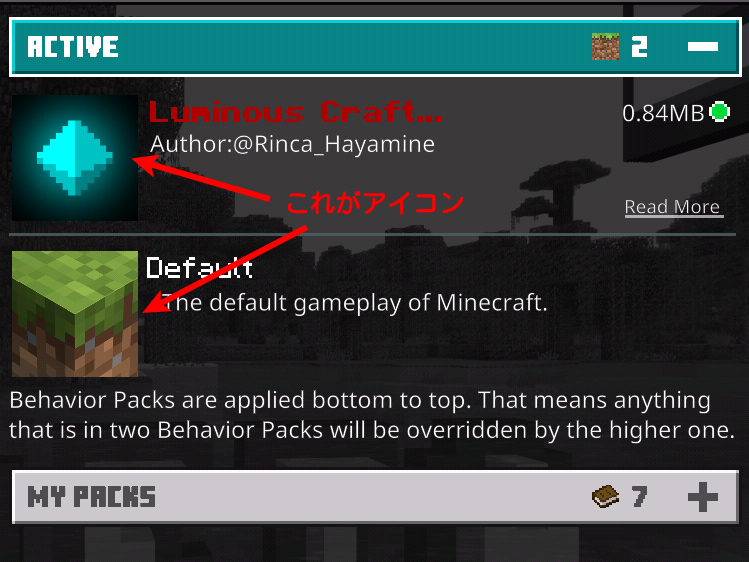 ACTIVE 2
Luminous Craft...
0.84MB
Author:@Rinca_Hayamine
これがアイコン
Read More
Default
The default gameplay of Minecraft.
Behavior Packs are applied bottom to top. That means anything
that is in two Behavior Packs will be overridden by the higher one.
MY PACKS 7